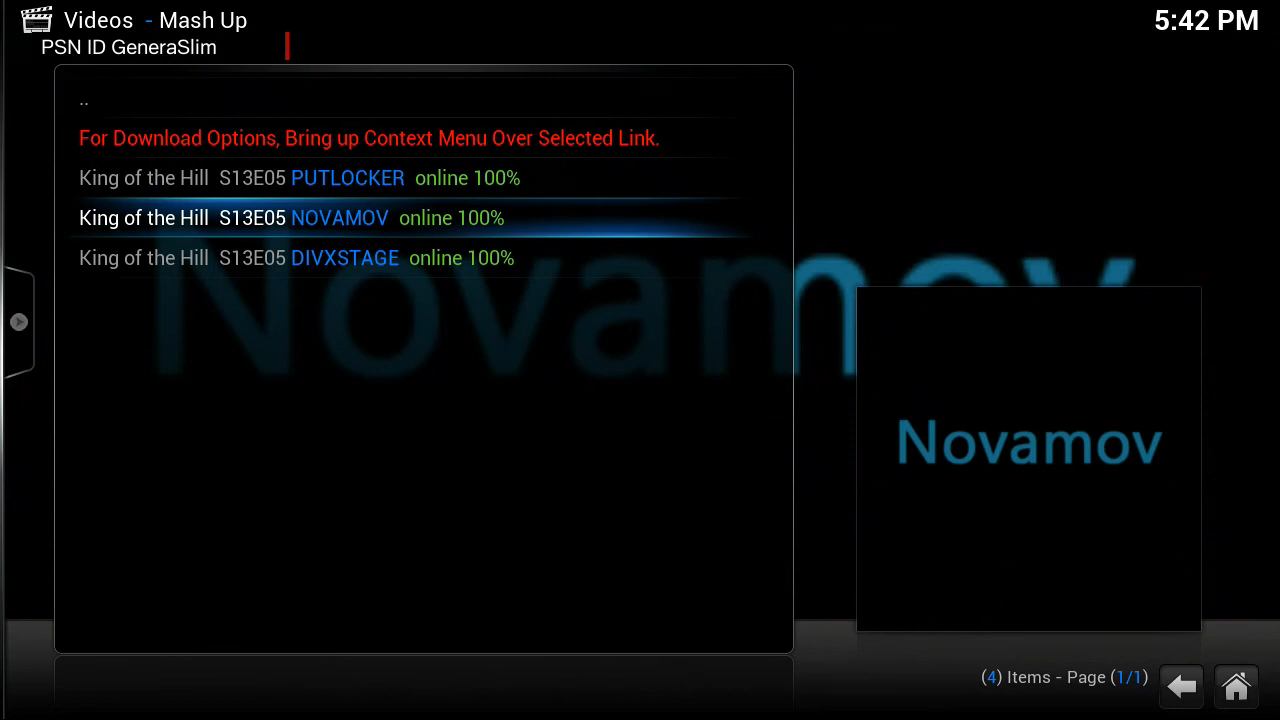 Videos - Mash Up
5:42 PM
PSN ID GeneraSlim
..
For Download Options, Bring up Context Menu Over Selected Link.
King of the Hill S13E05 PUTLOCKER online 100%
King of the Hill S13E05 NOVAMOV online 100%
King of the Hill S13E05 DIVXSTAGE online 100%
Novamov
Novamov
(4) Items - Page (1/1)